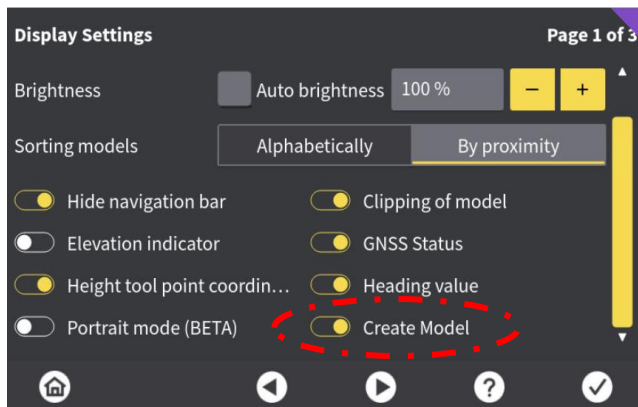 Display Settings Page 1 of 3
Brightness Auto brightness 100 % − +
Sorting models Alphabetically By proximity
Hide navigation bar Clipping of model
Elevation indicator GNSS Status
Height tool point coordin... Heading value
Portrait mode (BETA) Create Model
?